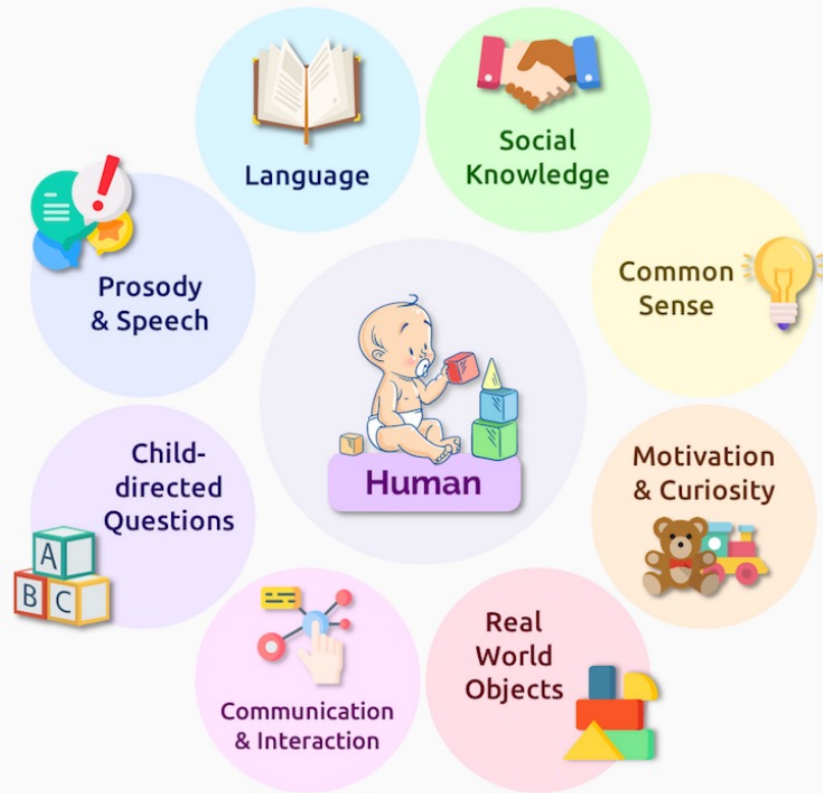 Language
Social
Knowledge
Common
Sense
Motivation
& Curiosity
Real
World
Objects
Communication
& Interaction
Child-
directed
Questions
A
B C
Prosody
& Speech
Human